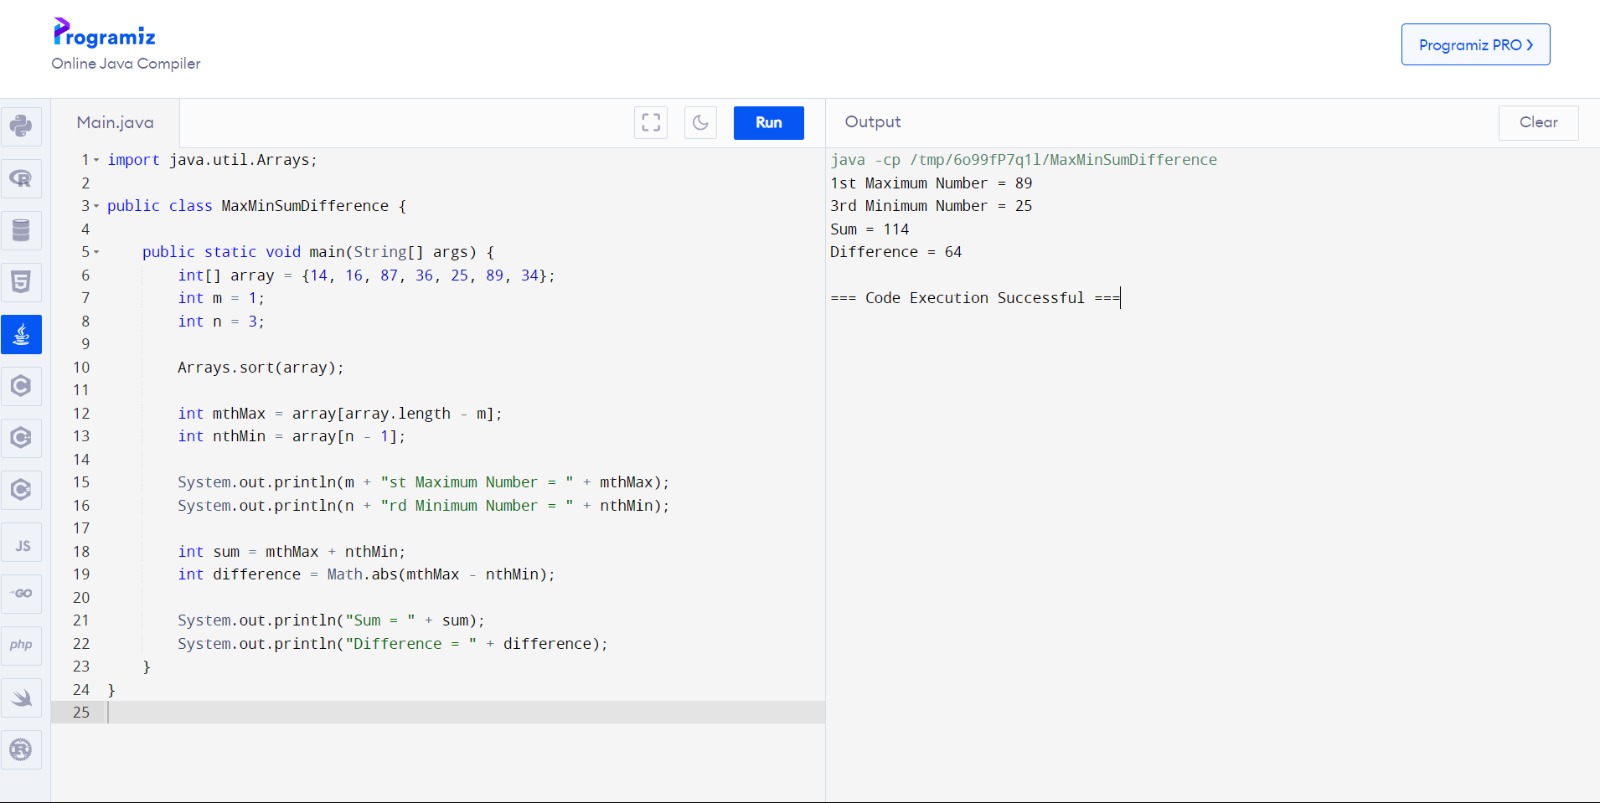 Programiz
Online Java Compiler
Programiz PRO ❯
Main.java
Run
Output
Clear
1 import java.util.Arrays;
2
3 public class MaxMinSumDifference {
4
5     public static void main(String[] args) {
6         int[] array = {14, 16, 87, 36, 25, 89, 34};
7         int m = 1;
8         int n = 3;
9
10         Arrays.sort(array);
11
12         int mthMax = array[array.length - m];
13         int nthMin = array[n - 1];
14
15         System.out.println(m + "st Maximum Number = " + mthMax);
16         System.out.println(n + "rd Minimum Number = " + nthMin);
17
18         int sum = mthMax + nthMin;
19         int difference = Math.abs(mthMax - nthMin);
20
21         System.out.println("Sum = " + sum);
22         System.out.println("Difference = " + difference);
23     }
24 }
25
java -cp /tmp/6o99fP7q1l/MaxMinSumDifference
1st Maximum Number = 89
3rd Minimum Number = 25
Sum = 114
Difference = 64
=== Code Execution Successful ===
R
5
C
C
C
JS
GO
php
R